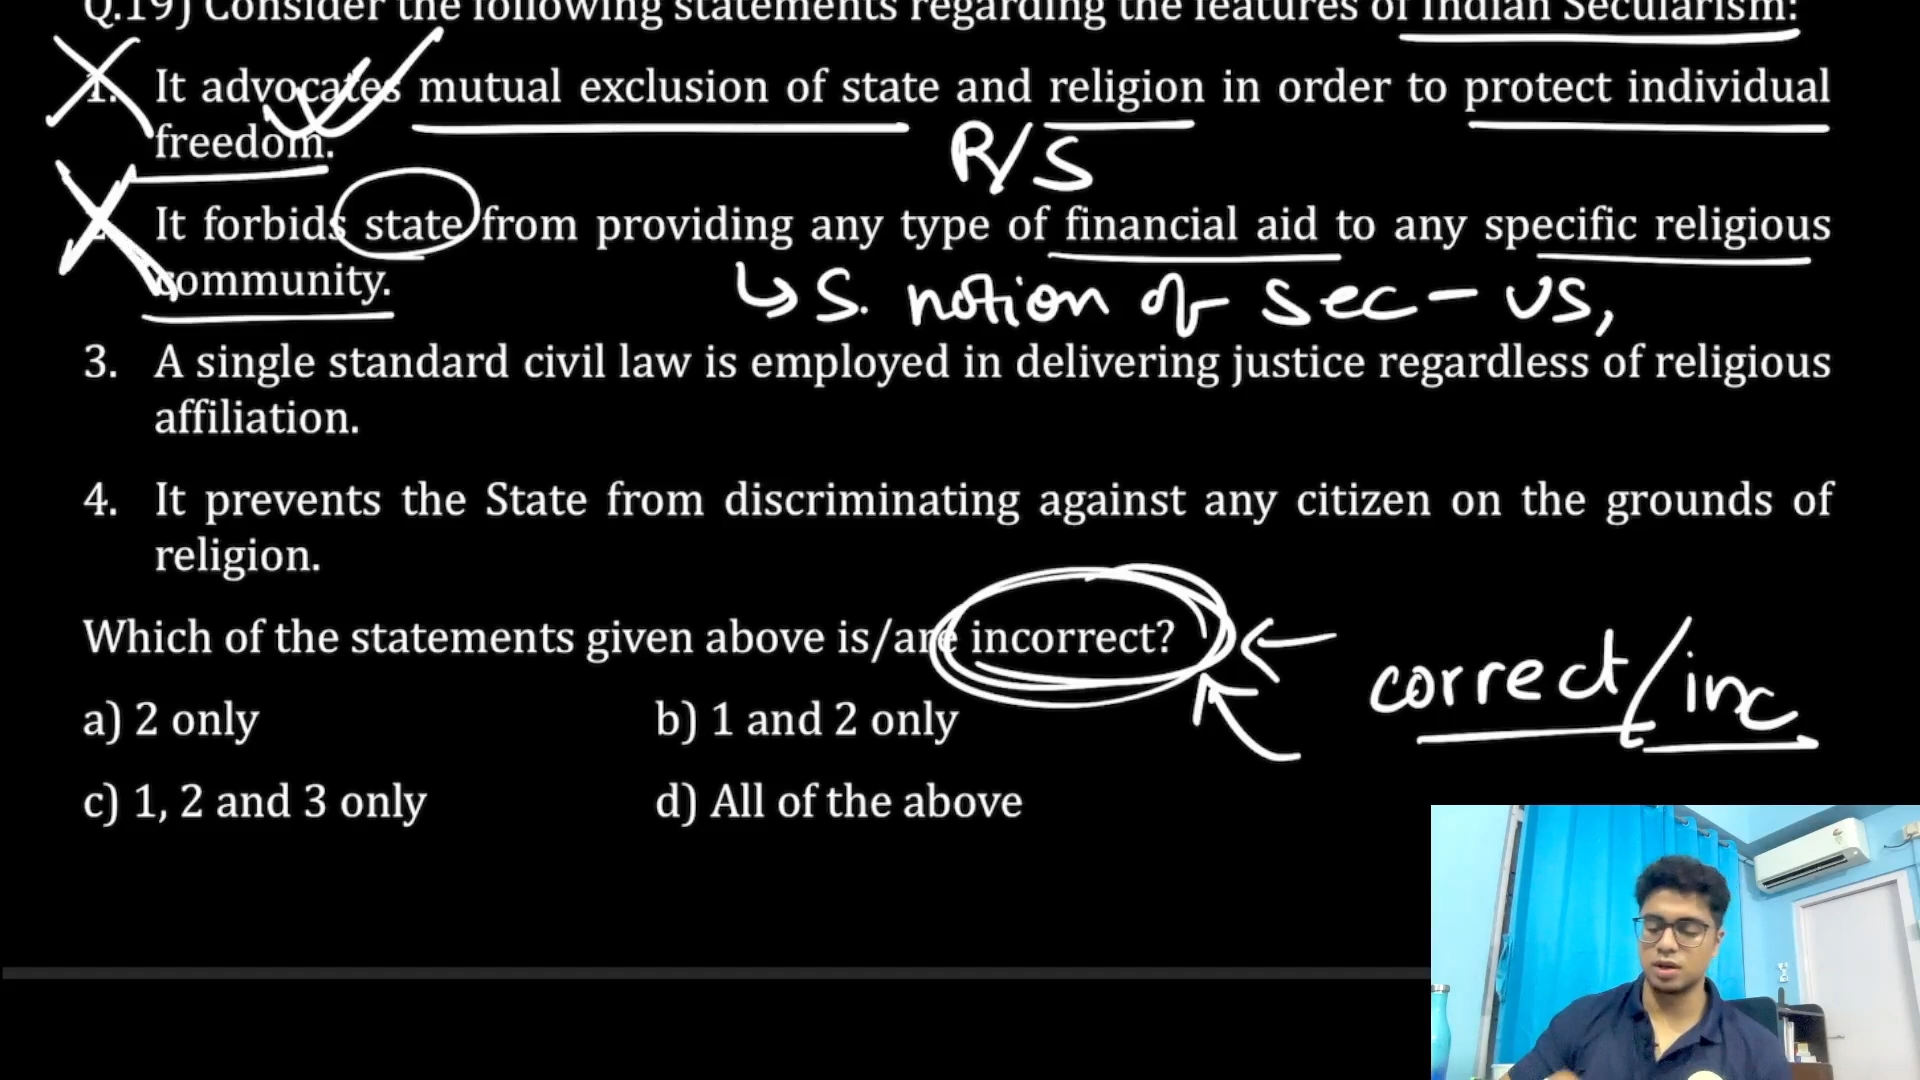 Q.19) Consider the following statements regarding the features of Indian Secularism:
1. It advocates mutual exclusion of state and religion in order to protect individual
freedom.
R/S
It forbids state from providing any type of financial aid to any specific religious
community.
↳ S. notion of sec - US,
3. A single standard civil law is employed in delivering justice regardless of religious
affiliation.
4. It prevents the State from discriminating against any citizen on the grounds of
religion.
Which of the statements given above is/are incorrect?
correct/inc
a) 2 only b) 1 and 2 only
c) 1, 2 and 3 only d) All of the above